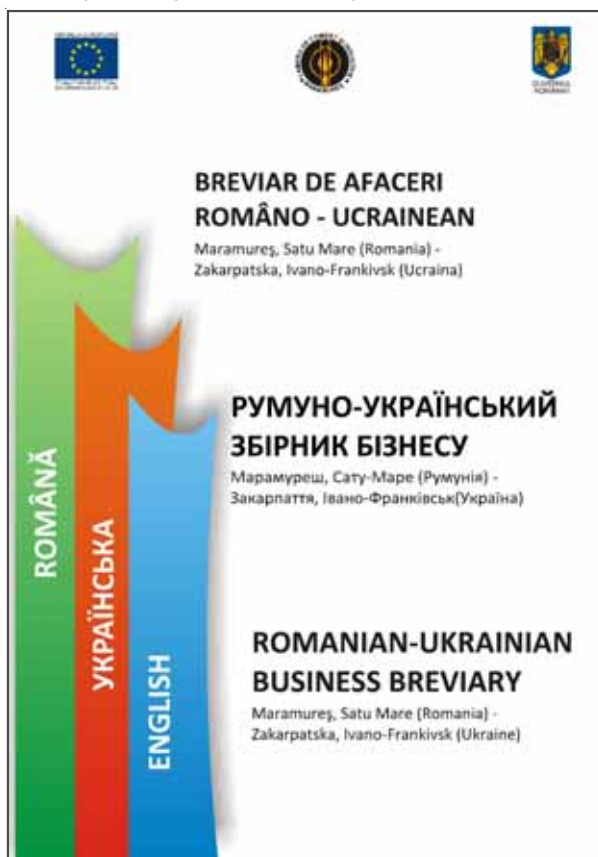 BREVIAR DE AFACERI
ROMÂNO - UCRAINEAN
Maramureş, Satu Mare (Romania) -
Zakarpatska, Ivano-Frankivsk (Ucraina)
РУМУНО-УКРАЇНСЬКИЙ
ЗБІРНИК БІЗНЕСУ
Марамуреш, Сату-Маре (Румунія) -
Закарпаття, Івано-Франківськ(Україна)
ROMANIAN-UKRAINIAN
BUSINESS BREVIARY
Maramureş, Satu Mare (Romania) -
Zakarpatska, Ivano-Frankivsk (Ukraine)
ROMÂNĂ
УКРАЇНСЬКА
ENGLISH